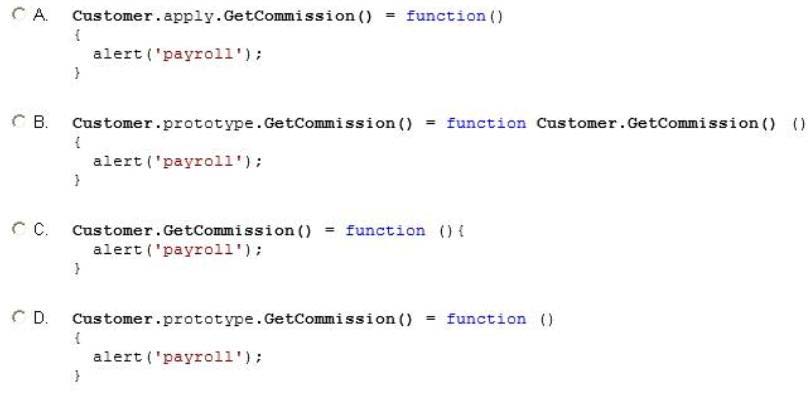 A. Customer.apply.GetCommission() = function()
{
alert('payroll');
}
B. Customer.prototype.GetCommission() = function Customer.GetCommission() ()
{
alert('payroll');
}
C. Customer.GetCommission() = function (){
alert('payroll');
}
D. Customer.prototype.GetCommission() = function ()
{
alert('payroll');
}